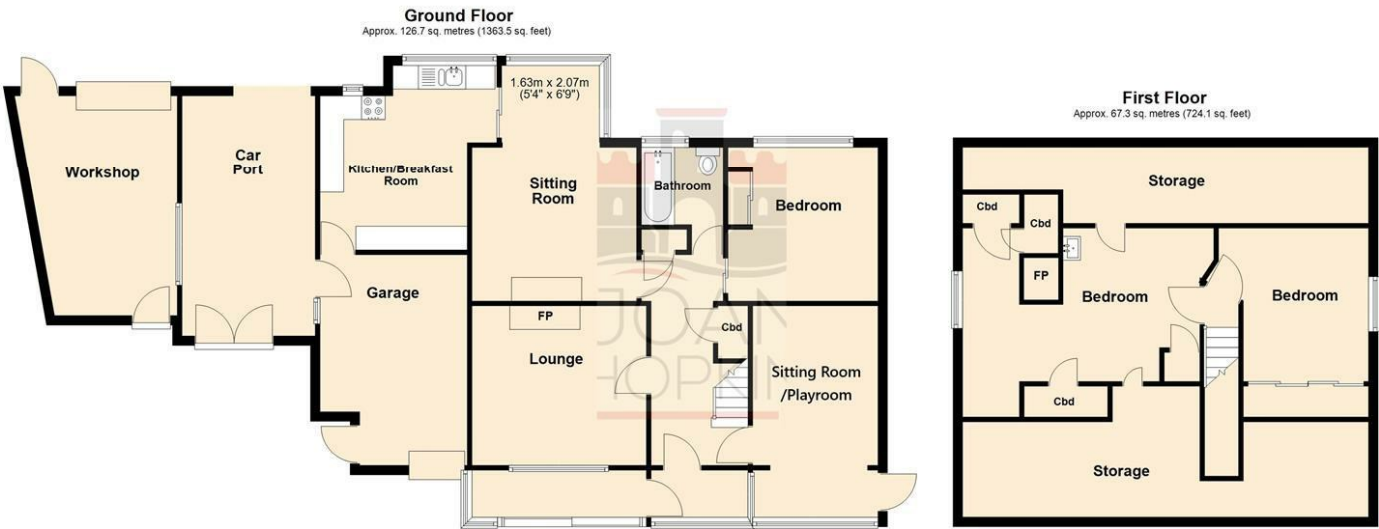 Ground Floor
Approx. 126.7 sq. metres (1363.5 sq. feet)
1.63m x 2.07m
(5'4" x 6'9")
Workshop
Car
Port
Kitchen/Breakfast
Room
Sitting
Room
Bathroom
Bedroom
Garage
FP
Lounge
Cbd
Sitting Room
/Playroom
JOAN
HOPKIN
First Floor
Approx. 67.3 sq. metres (724.1 sq. feet)
Storage
Cbd
Cbd
FP
Bedroom
Bedroom
Cbd
Storage